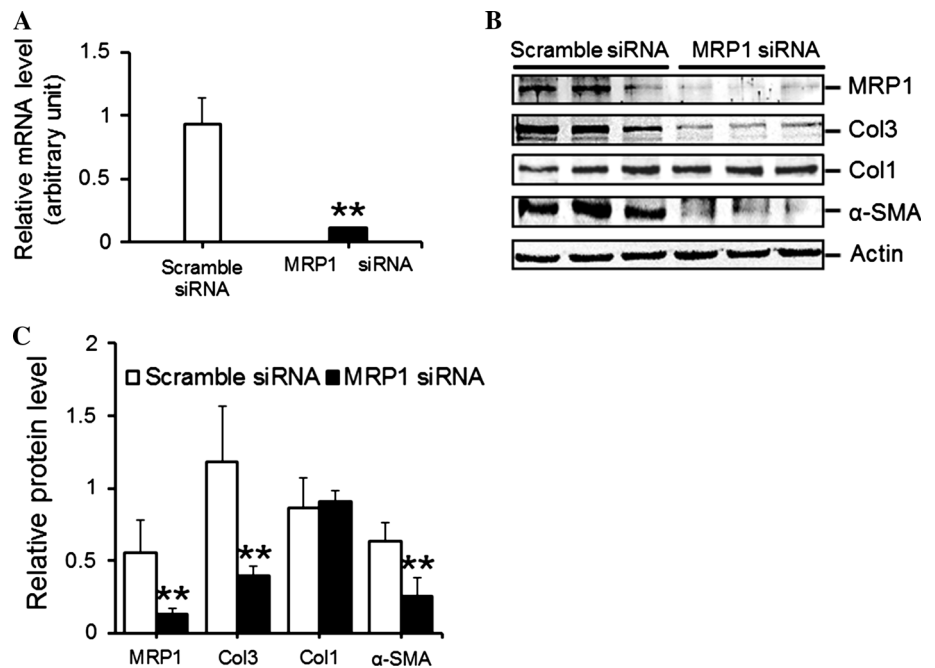 A
Relative mRNA level
(arbitrary unit)
1.5
1
0.5
0
**
Scramble
siRNA
MRP1 siRNA
B
Scramble siRNA MRP1 siRNA
MRP1
Col3
Col1
α-SMA
Actin
C
Relative protein level
2
1.5
1
0.5
0
Scramble siRNA MRP1 siRNA
** ** **
MRP1 Col3 Col1 α-SMA